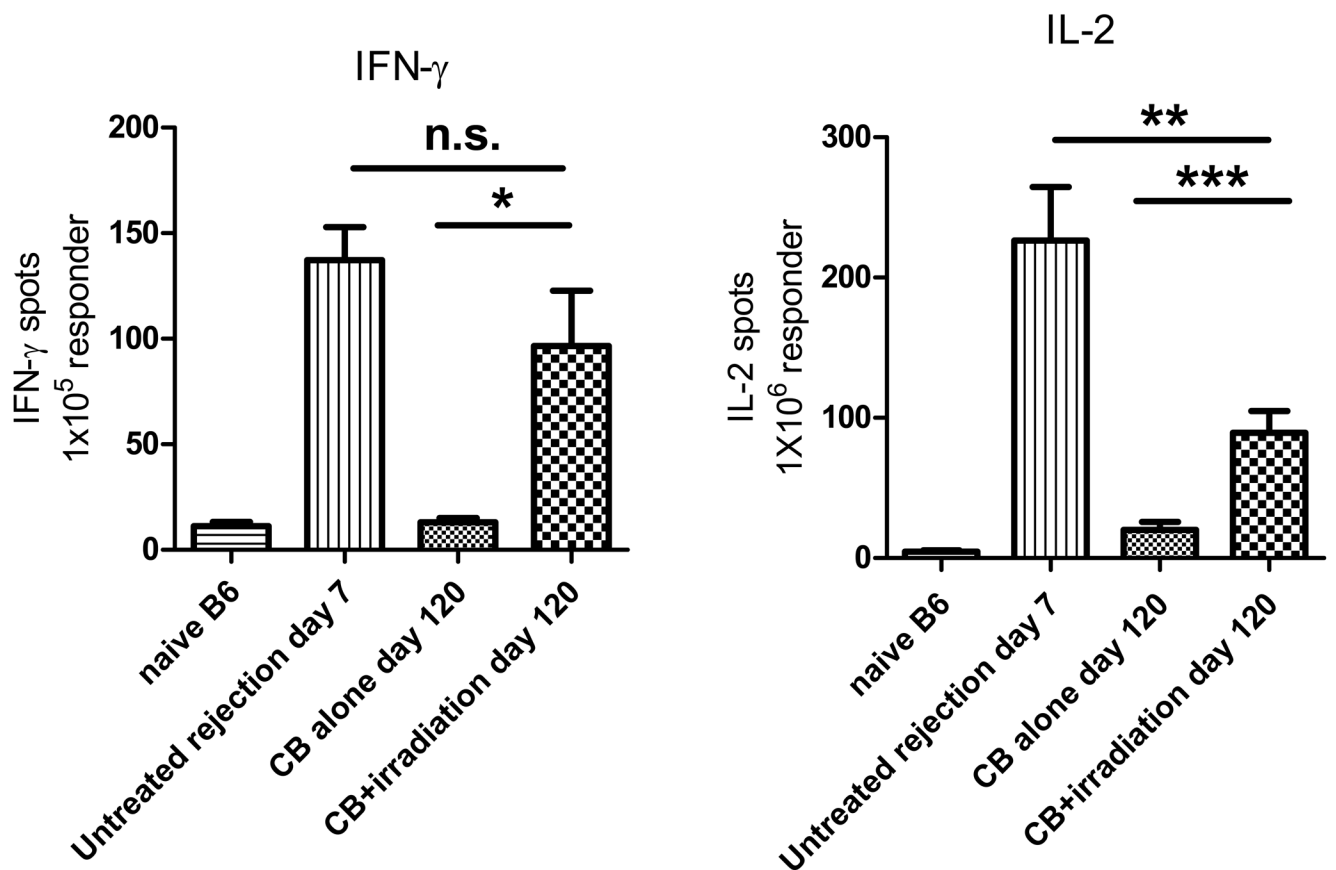 IFN-γ
IFN-γ spots
1x10⁵ responder
200
150
100
50
0
n.s.
*
naive B6
Untreated rejection day 7
CB alone day 120
CB+irradiation day 120
IL-2
IL-2 spots
1X10⁶ responder
300
200
100
0
**
***
naive B6
Untreated rejection day 7
CB alone day 120
CB+irradiation day 120